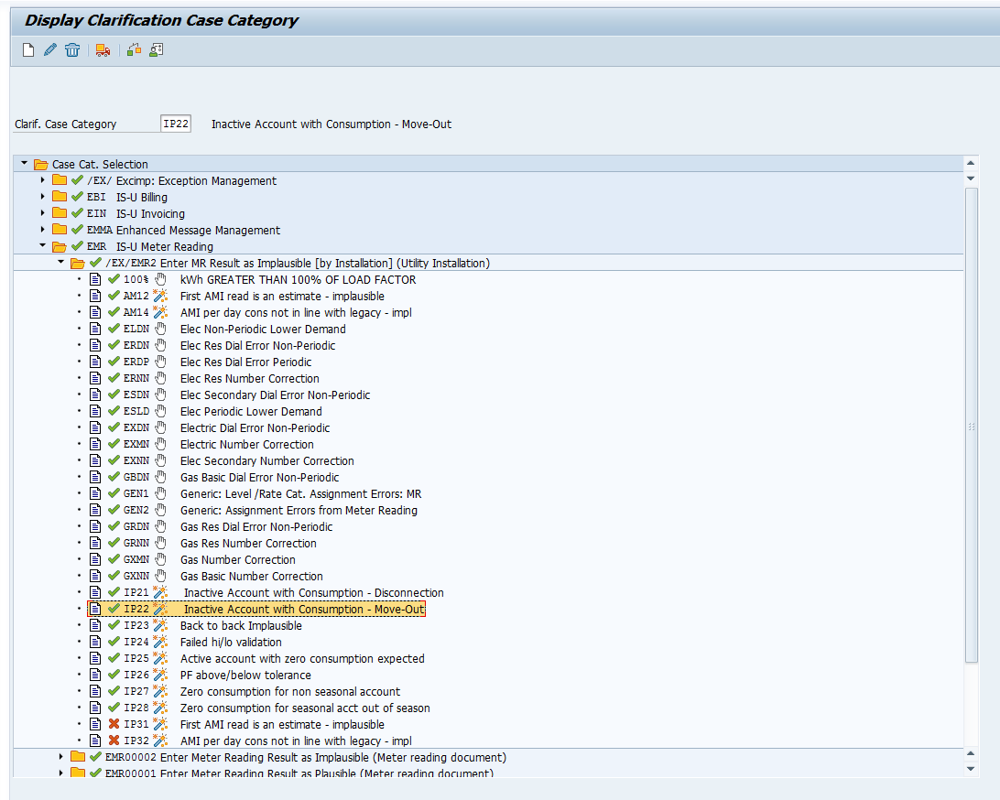 Display Clarification Case Category
Clarif. Case Category IP22 Inactive Account with Consumption - Move-Out
Case Cat. Selection
/EX/ Excimp: Exception Management
EBI IS-U Billing
EIN IS-U Invoicing
EMMA Enhanced Message Management
EMR IS-U Meter Reading
/EX/EMR2 Enter MR Result as Implausible [by Installation] (Utility Installation)
100% kWh GREATER THAN 100% OF LOAD FACTOR
AM12 First AMI read is an estimate - implausible
AM14 AMI per day cons not in line with legacy - impl
ELDN Elec Non-Periodic Lower Demand
ERDN Elec Res Dial Error Non-Periodic
ERDP Elec Res Dial Error Periodic
ERNN Elec Res Number Correction
ESDN Elec Secondary Dial Error Non-Periodic
ESLD Elec Periodic Lower Demand
EXDN Electric Dial Error Non-Periodic
EXMN Electric Number Correction
EXNN Elec Secondary Number Correction
GBDN Gas Basic Dial Error Non-Periodic
GEN1 Generic: Level /Rate Cat. Assignment Errors: MR
GEN2 Generic: Assignment Errors from Meter Reading
GRDN Gas Res Dial Error Non-Periodic
GRNN Gas Res Number Correction
GXMN Gas Number Correction
GXNN Gas Basic Number Correction
IP21 Inactive Account with Consumption - Disconnection
IP22 Inactive Account with Consumption - Move-Out
IP23 Back to back Implausible
IP24 Failed hi/lo validation
IP25 Active account with zero consumption expected
IP26 PF above/below tolerance
IP27 Zero consumption for non seasonal account
IP28 Zero consumption for seasonal acct out of season
IP31 First AMI read is an estimate - implausible
IP32 AMI per day cons not in line with legacy - impl
EMR00002 Enter Meter Reading Result as Implausible (Meter reading document)
EMR00001 Enter Meter Reading Result as Plausible (Meter reading document)